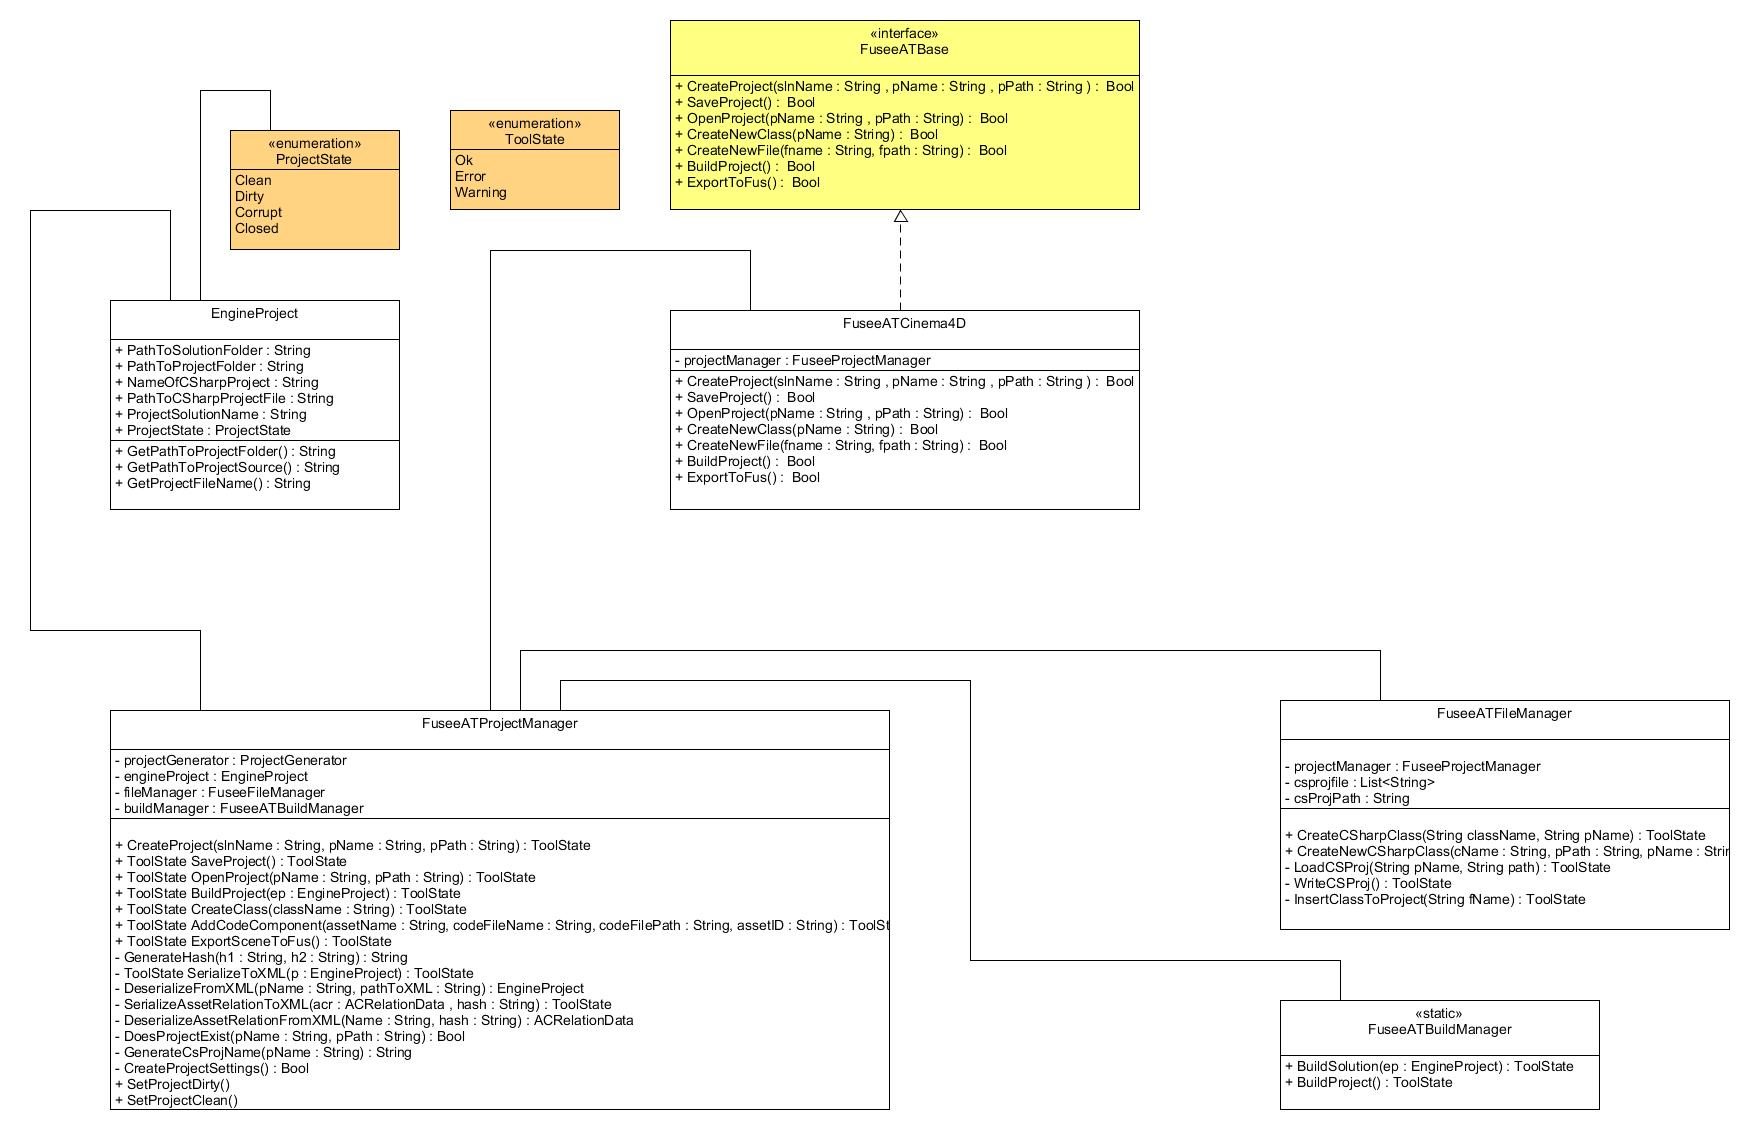 «interface»
FuseeATBase
+ CreateProject(slnName : String , pName : String , pPath : String ) :  Bool
+ SaveProject() :  Bool
+ OpenProject(pName : String , pPath : String) :  Bool
+ CreateNewClass(pName : String) :  Bool
+ CreateNewFile(fname : String, fpath : String) :  Bool
+ BuildProject() :  Bool
+ ExportToFus() :  Bool
«enumeration»
ProjectState
Clean
Dirty
Corrupt
Closed
«enumeration»
ToolState
Ok
Error
Warning
EngineProject
+ PathToSolutionFolder : String
+ PathToProjectFolder : String
+ NameOfCSharpProject : String
+ PathToCSharpProjectFile : String
+ ProjectSolutionName : String
+ ProjectState : ProjectState
+ GetPathToProjectFolder() : String
+ GetPathToProjectSource() : String
+ GetProjectFileName() : String
FuseeATCinema4D
- projectManager : FuseeProjectManager
+ CreateProject(slnName : String , pName : String , pPath : String ) :  Bool
+ SaveProject() :  Bool
+ OpenProject(pName : String , pPath : String) :  Bool
+ CreateNewClass(pName : String) :  Bool
+ CreateNewFile(fname : String, fpath : String) :  Bool
+ BuildProject() :  Bool
+ ExportToFus() :  Bool
FuseeATProjectManager
- projectGenerator : ProjectGenerator
- engineProject : EngineProject
- fileManager : FuseeFileManager
- buildManager : FuseeATBuildManager
+ CreateProject(slnName : String, pName : String, pPath : String) : ToolState
+ ToolState SaveProject() : ToolState
+ ToolState OpenProject(pName : String, pPath : String) : ToolState
+ ToolState BuildProject(ep : EngineProject) : ToolState
+ ToolState CreateClass(className : String) : ToolState
+ ToolState AddCodeComponent(assetName : String, codeFileName : String, codeFilePath : String, assetID : String) : ToolSt
+ ToolState ExportSceneToFus() : ToolState
- GenerateHash(h1 : String, h2 : String) : String
- ToolState SerializeToXML(p : EngineProject) : ToolState
- DeserializeFromXML(pName : String, pathToXML : String) : EngineProject
- SerializeAssetRelationToXML(acr : ACRelationData , hash : String) : ToolState
- DeserializeAssetRelationFromXML(Name : String, hash : String) : ACRelationData
- DoesProjectExist(pName : String, pPath : String) : Bool
- GenerateCsProjName(pName : String) : String
- CreateProjectSettings() : Bool
+ SetProjectDirty()
+ SetProjectClean()
FuseeATFileManager
- projectManager : FuseeProjectManager
- csprojfile : List<String>
- csProjPath : String
+ CreateCSharpClass(String className, String pName) : ToolState
+ CreateNewCSharpClass(cName : String, pPath : String, pName : Strin
- LoadCSProj(String pName, String path) : ToolState
- WriteCSProj() : ToolState
- InsertClassToProject(String fName) : ToolState
«static»
FuseeATBuildManager
+ BuildSolution(ep : EngineProject) : ToolState
+ BuildProject() : ToolState